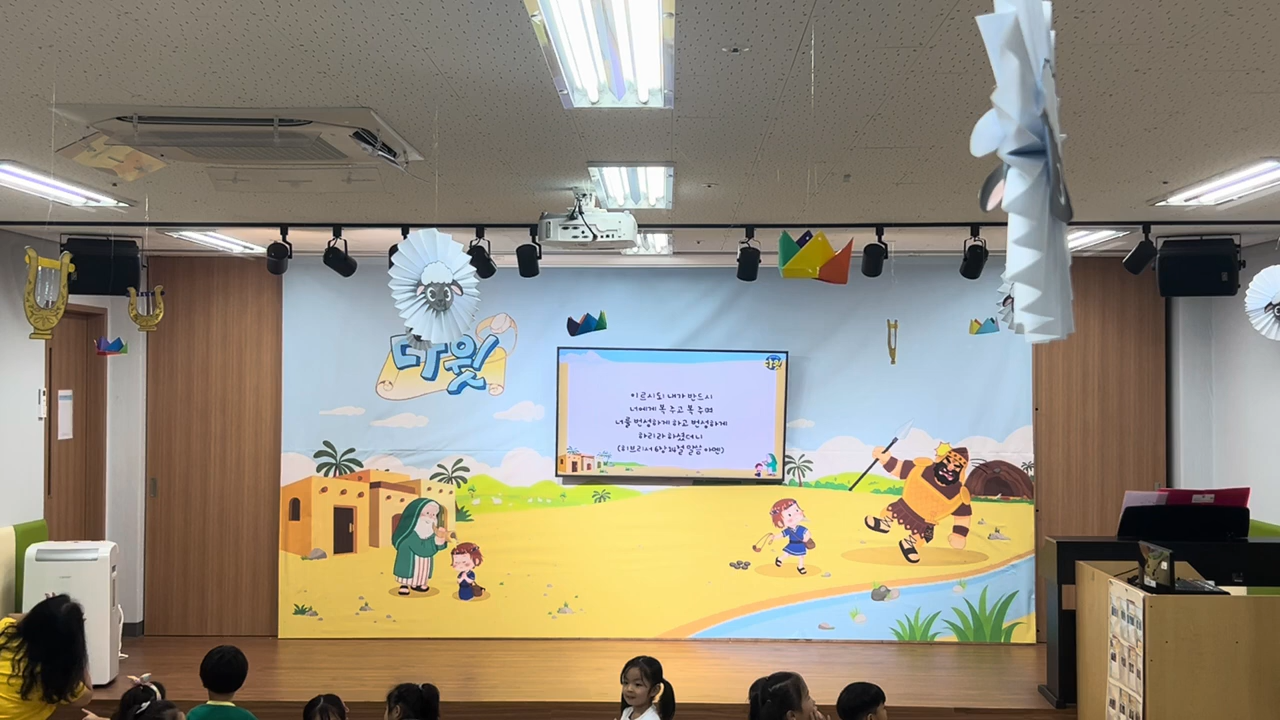 다윗
이르시되 내가 반드시
너에게 복 주고 복 주며
너를 번성하게 하고 번성하게
하리라 하셨더니
(히브리서 6장 14절 말씀 아멘)